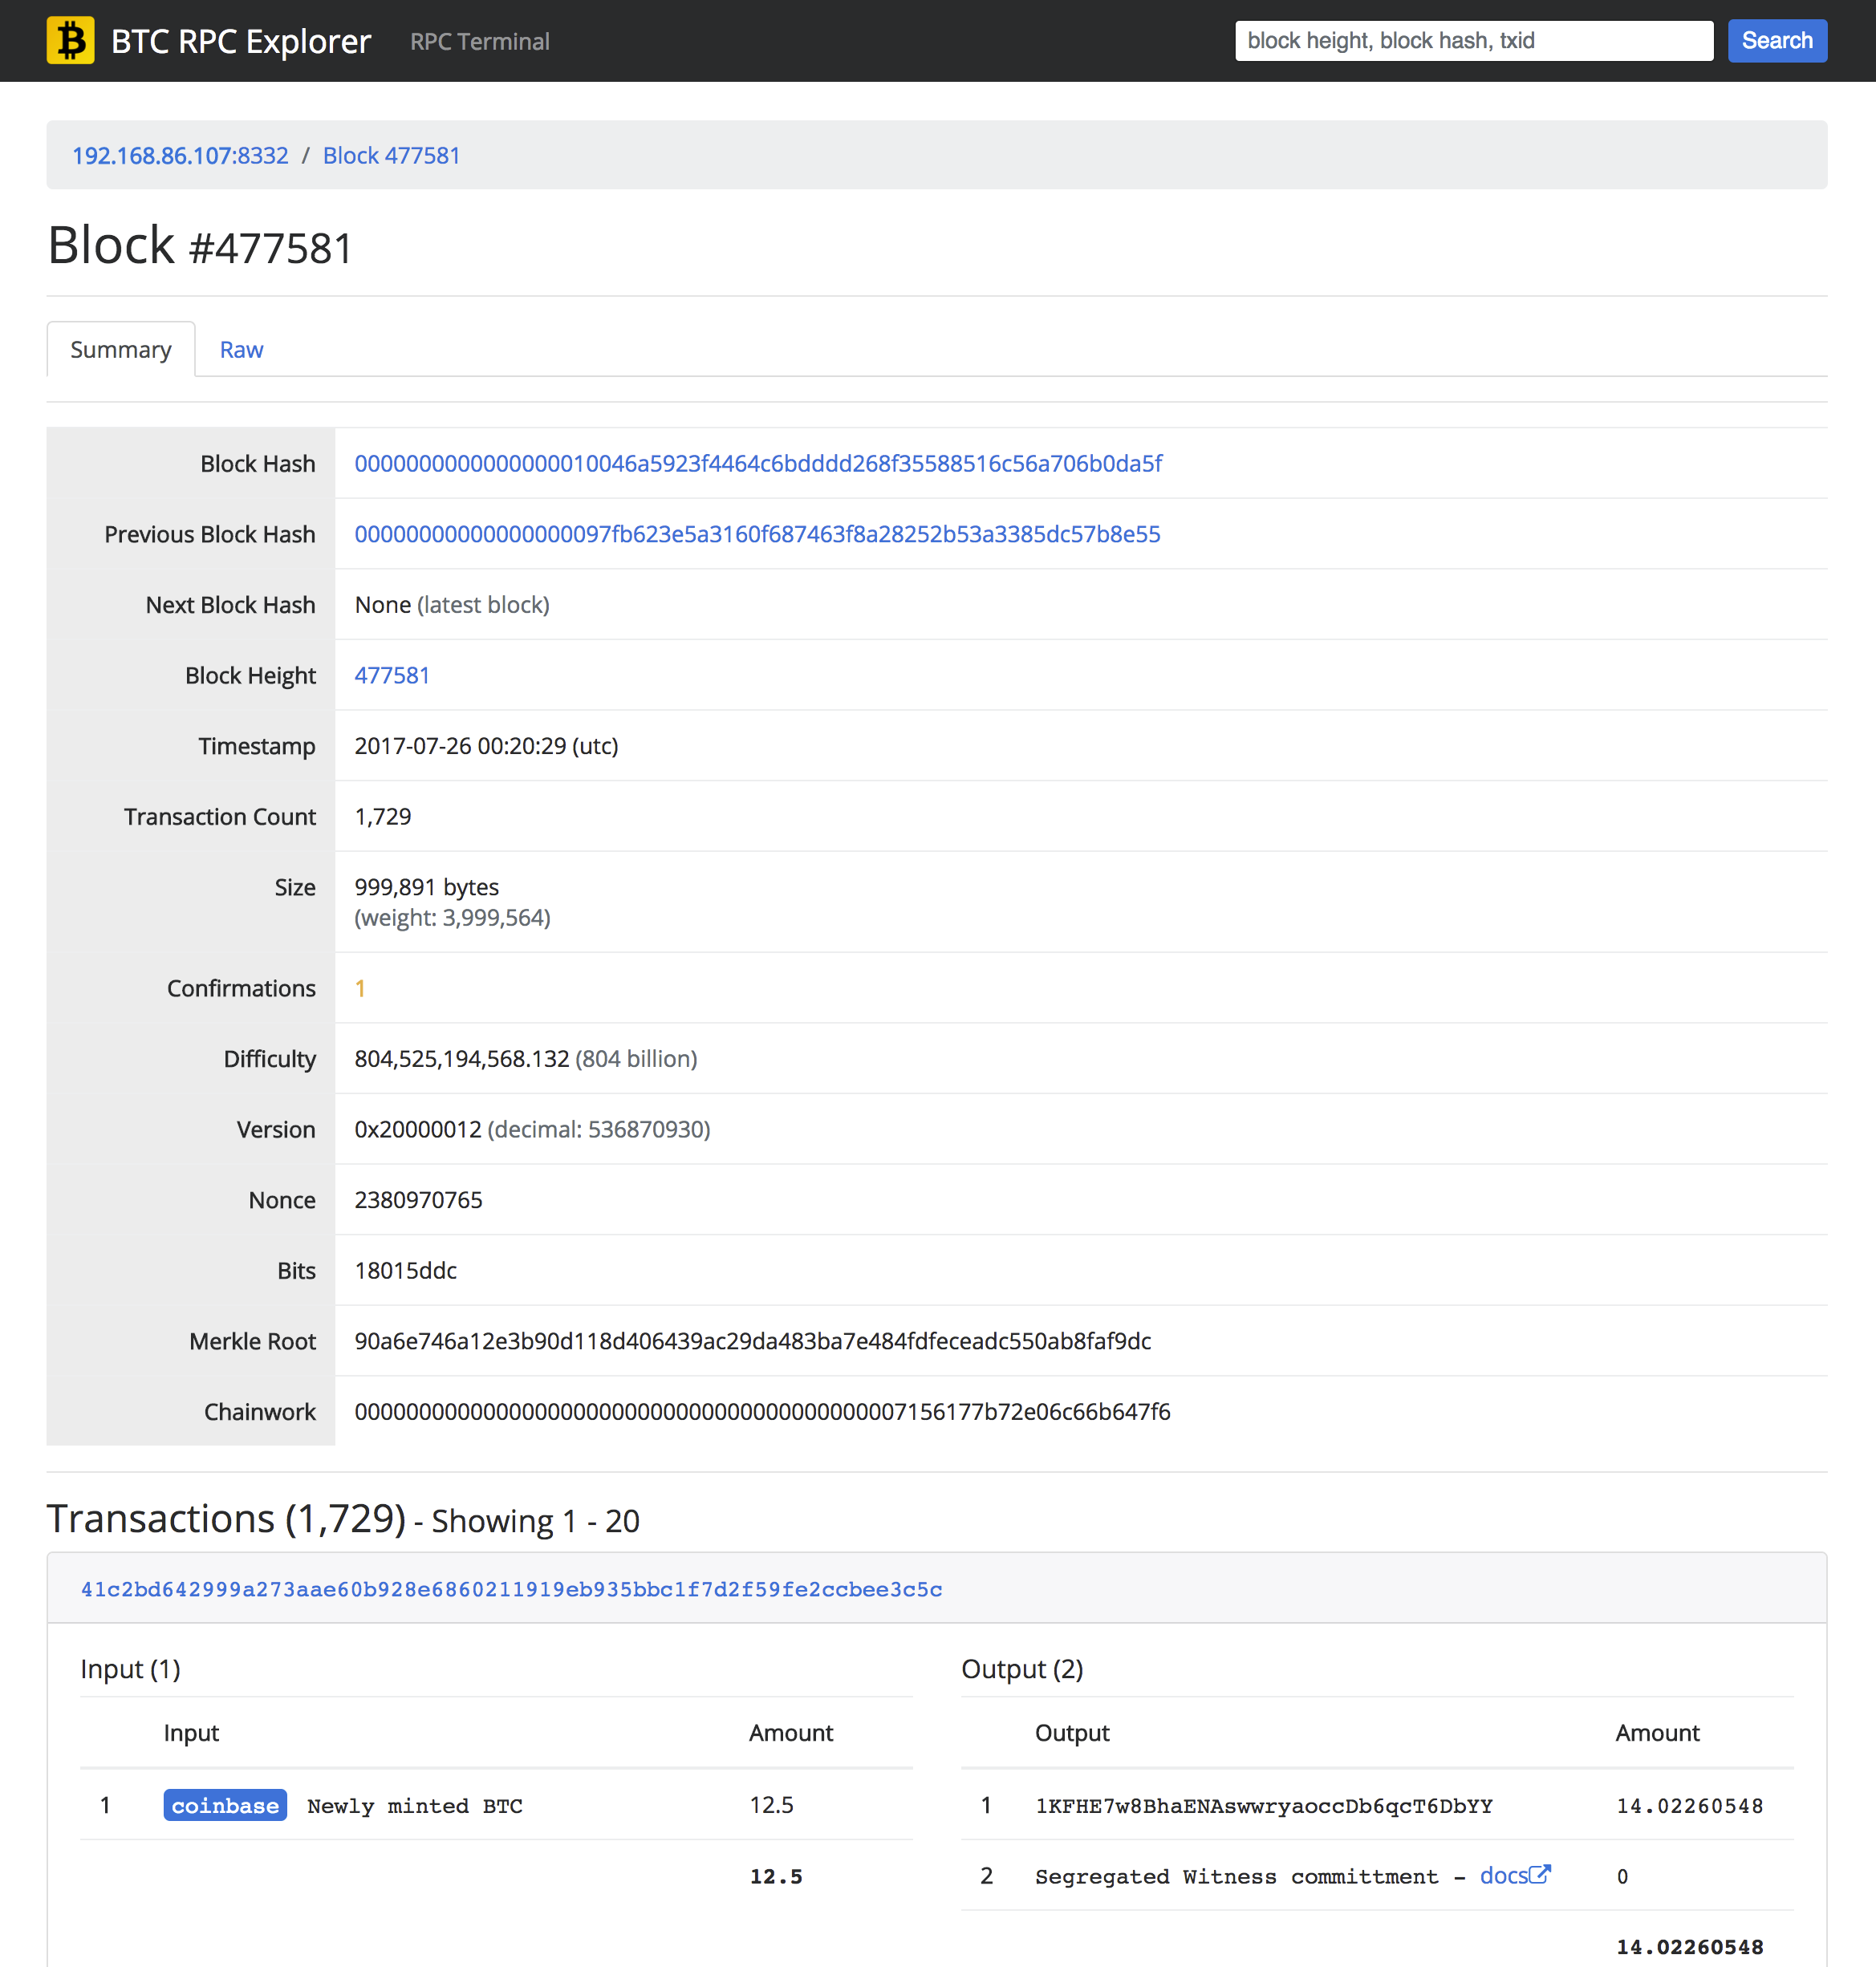 BTC RPC Explorer RPC Terminal block height, block hash, txid Search
192.168.86.107:8332 / Block 477581
Block #477581
Summary Raw
Block Hash 0000000000000000010046a5923f4464c6bdddd268f35588516c56a706b0da5f
Previous Block Hash 00000000000000000097fb623e5a3160f687463f8a28252b53a3385dc57b8e55
Next Block Hash None (latest block)
Block Height 477581
Timestamp 2017-07-26 00:20:29 (utc)
Transaction Count 1,729
Size 999,891 bytes
(weight: 3,999,564)
Confirmations 1
Difficulty 804,525,194,568.132 (804 billion)
Version 0x20000012 (decimal: 536870930)
Nonce 2380970765
Bits 18015ddc
Merkle Root 90a6e746a12e3b90d118d406439ac29da483ba7e484fdfeceadc550ab8faf9dc
Chainwork 0000000000000000000000000000000000000000007156177b72e06c66b647f6
Transactions (1,729) - Showing 1 - 20
41c2bd642999a273aae60b928e6860211919eb935bbc1f7d2f59fe2ccbee3c5c
Input (1) Output (2)
Input Amount Output Amount
1 coinbase Newly minted BTC 12.5 1 1KFHE7w8BhaENAswwryaoccDb6qcT6DbYY 14.02260548
12.5 2 Segregated Witness committment - docs 0
14.02260548